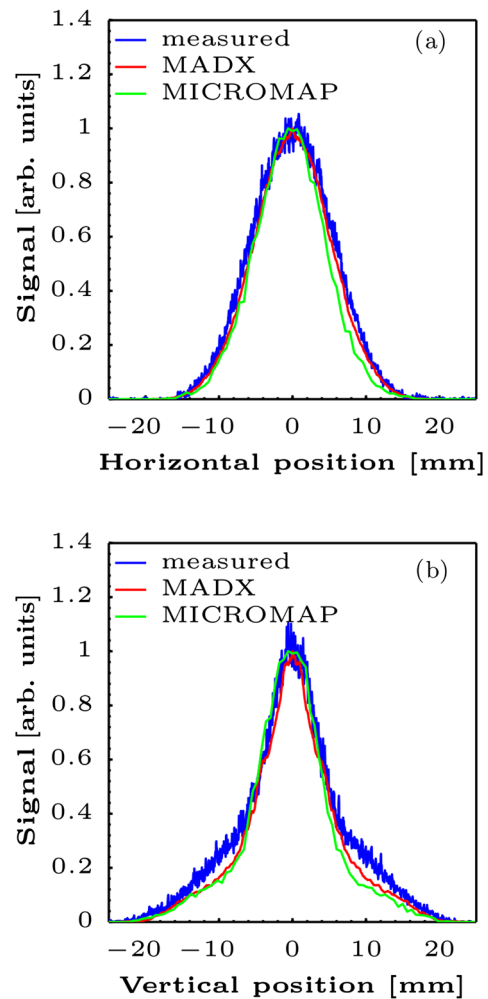 1.4
measured
(a)
1.2
MADX
MICROMAP
1
0.8
0.6
0.4
0.2
0
Signal [arb. units]
−20 −10 0 10 20
Horizontal position [mm]
1.4
measured
(b)
1.2
MADX
MICROMAP
1
0.8
0.6
0.4
0.2
0
Signal [arb. units]
−20 −10 0 10 20
Vertical position [mm]